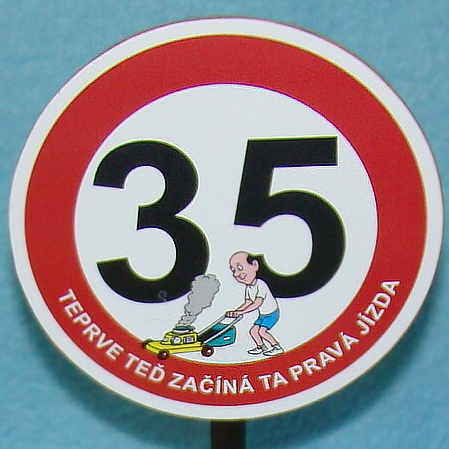 35
TEPRVE TEĎ ZAČÍNÁ TA PRAVÁ JÍZDA